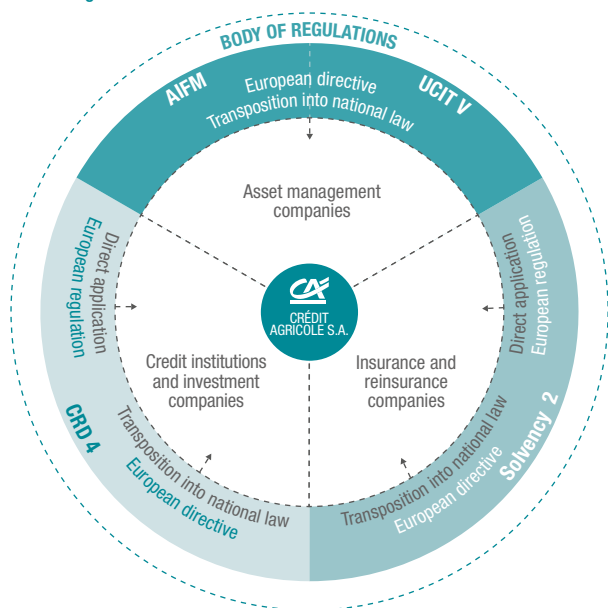 BODY OF REGULATIONS
AIFM
European directive
Transposition into national law
UCIT V
Asset management
companies
Direct application
European regulation
Direct application
European regulation
CA
CRÉDIT
AGRICOLE S.A.
Credit institutions
and investment
companies
Insurance and
reinsurance
companies
CRD 4
Transposition into national law
European directive
Transposition into national law
European directive
Solvency 2